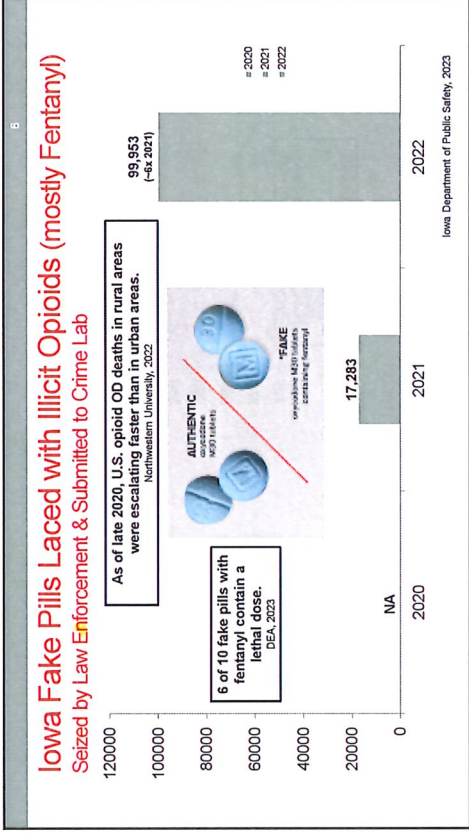 6
Iowa Fake Pills Laced with Illicit Opioids (mostly Fentanyl)
Seized by Law Enforcement & Submitted to Crime Lab
As of late 2020, U.S. opioid OD deaths in rural areas
were escalating faster than in urban areas.
Northwestern University, 2022
6 of 10 fake pills with
fentanyl contain a
lethal dose.
DEA, 2023
AUTHENTIC
oxycodone
M30 tablets
*FAKE
oxycodone M30 tablets
containing fentanyl
M
30
120000
100000
80000
60000
40000
20000
0
NA
17,283
99,953
(~6x 2021)
2020
2021
2022
2020
2021
2022
Iowa Department of Public Safety, 2023